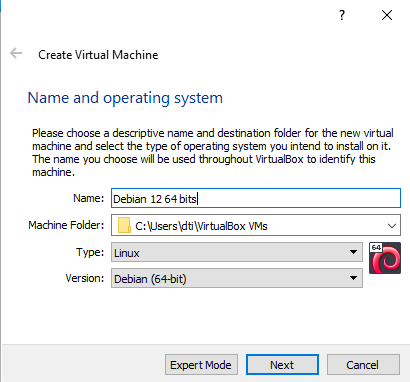 ?
Create Virtual Machine
Name and operating system
Please choose a descriptive name and destination folder for the new virtual
machine and select the type of operating system you intend to install on it.
The name you choose will be used throughout VirtualBox to identify this
machine.
Name: Debian 12 64 bits
Machine Folder: C:\Users\dti\VirtualBox VMs
Type: Linux 64
Version: Debian (64-bit)
Expert Mode Next Cancel